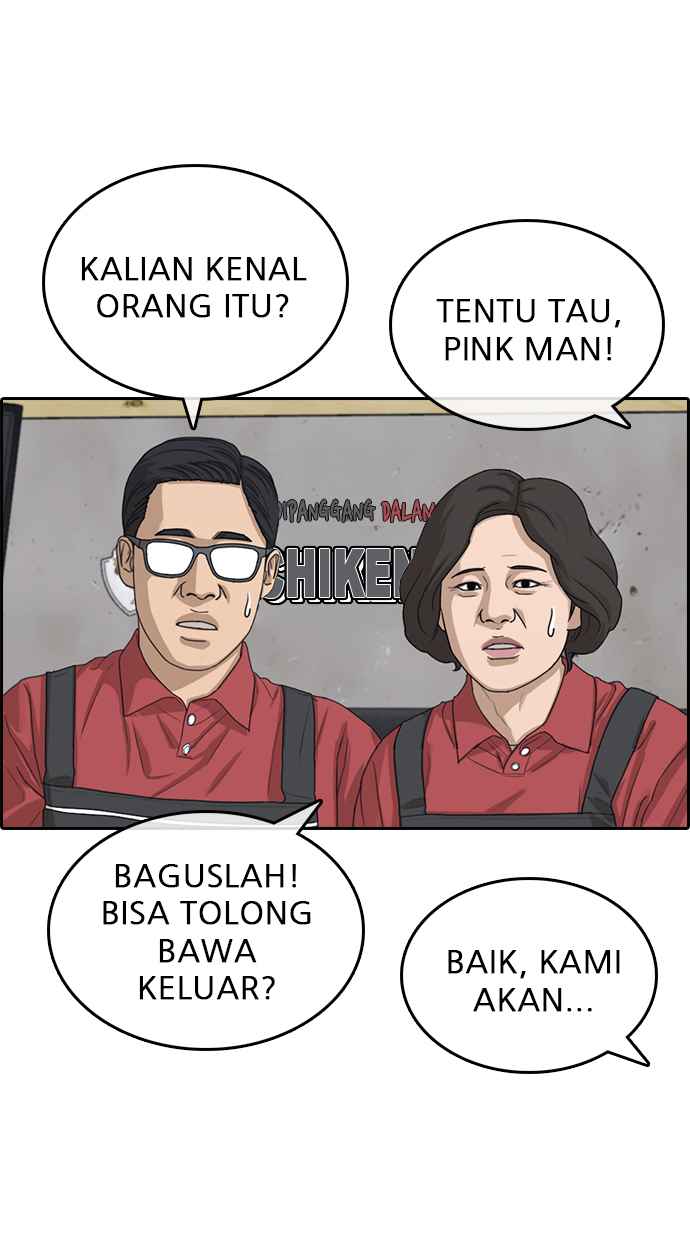 KALIAN KENAL
ORANG ITU?
TENTU TAU,
PINK MAN!
DIPANGGANG DALAM
CHIKEN
BAGUSLAH!
BISA TOLONG
BAWA
KELUAR?
BAIK, KAMI
AKAN...